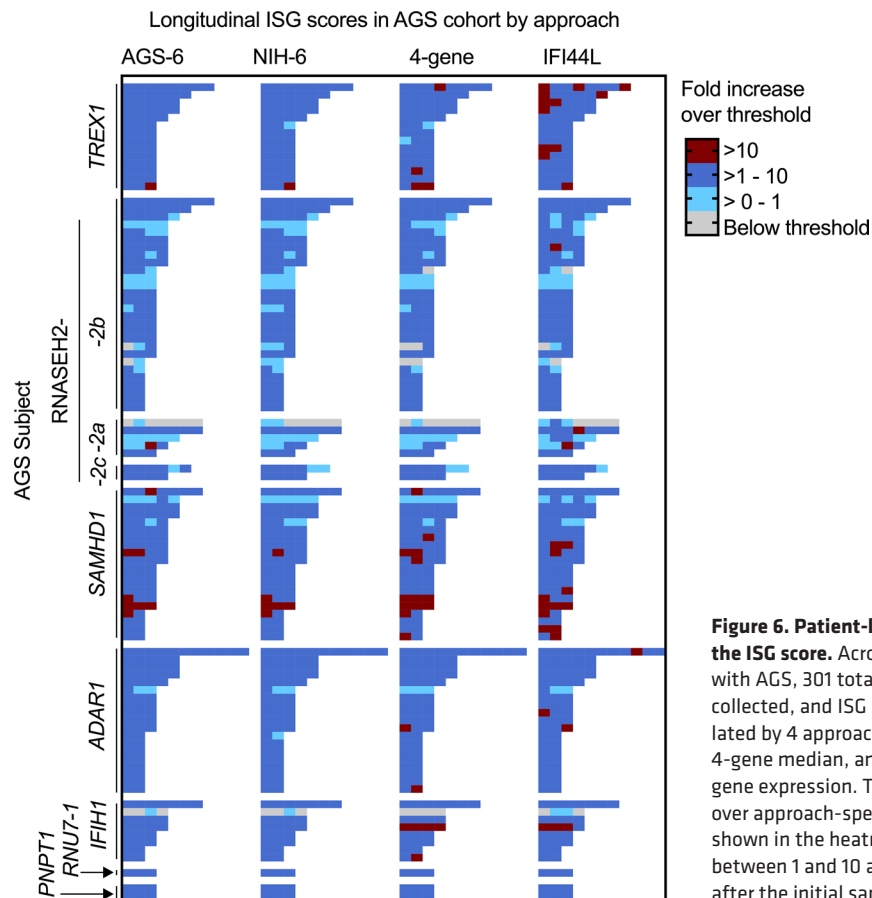 Longitudinal ISG scores in AGS cohort by approach
AGS-6 NIH-6 4-gene IFI44L
Fold increase
over threshold
>10
>1 - 10
> 0 - 1
Below threshold
AGS Subject
RNASEH2-
TREX1
-2b
-2a
-2c
SAMHD1
ADAR1
IFIH1
RNU7-1
PNPT1
Figure 6. Patient-l
the ISG score. Acro
with AGS, 301 total
collected, and ISG
lated by 4 approac
4-gene median, an
gene expression. T
over approach-spe
shown in the heatr
between 1 and 10 a
after the initial sar